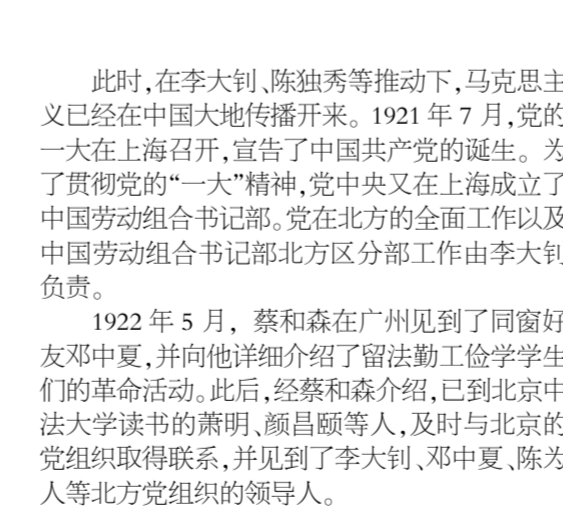 此时,在李大钊、陈独秀等推动下,马克思主
义已经在中国大地传播开来。1921 年 7 月,党的
一大在上海召开,宣告了中国共产党的诞生。为
了贯彻党的“一大”精神,党中央又在上海成立了
中国劳动组合书记部。党在北方的全面工作以及
中国劳动组合书记部北方区分部工作由李大钊
负责。
1922 年 5 月，蔡和森在广州见到了同窗好
友邓中夏,并向他详细介绍了留法勤工俭学学生
们的革命活动。此后,经蔡和森介绍,已到北京中
法大学读书的萧明、颜昌颐等人,及时与北京的
党组织取得联系,并见到了李大钊、邓中夏、陈为
人等北方党组织的领导人。